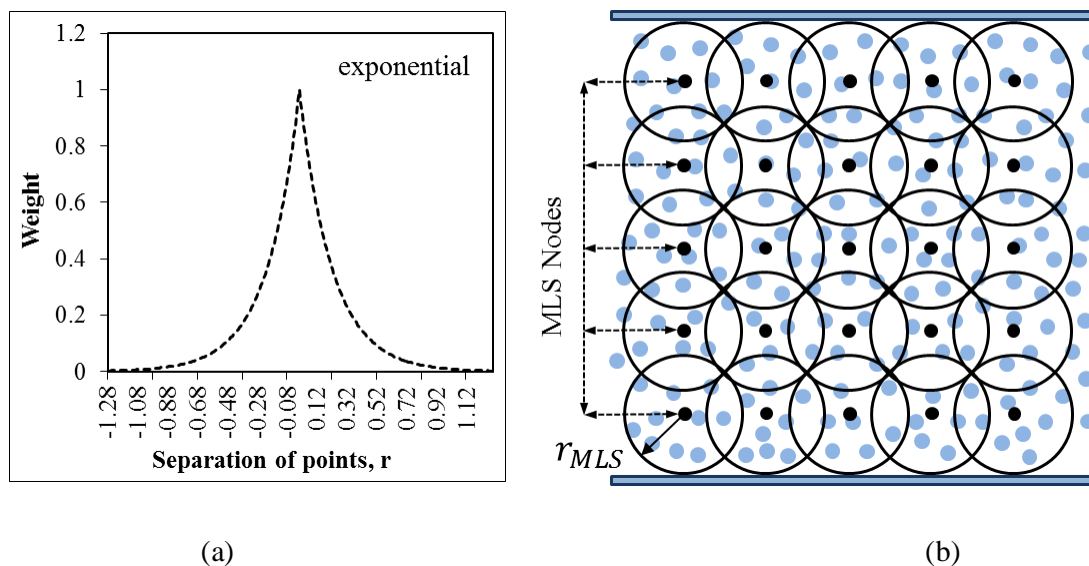 1.2
exponential
1
0.8
0.6
0.4
0.2
0
Weight
-1.28 -1.08 -0.88 -0.68 -0.48 -0.28 -0.08 0.12 0.32 0.52 0.72 0.92 1.12
Separation of points, r
(a)
MLS Nodes
r_{MLS}
(b)